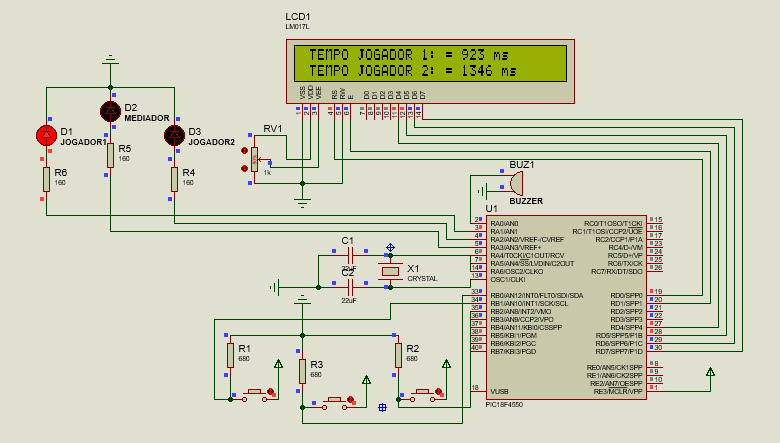 LCD1
LM017L
TEMPO JOGADOR 1: = 923 ms
TEMPO JOGADOR 2: = 1346 ms
VSS
VDD
VEE
RS
RW
E
D0
D1
D2
D3
D4
D5
D6
D7
1
2
3
4
5
6
7
8
9
10
11
12
13
14
D1
JOGADOR1
D2
MEDIADOR
D3
JOGADOR2
R6
160
R5
160
R4
160
RV1
1k
BUZ1
BUZZER
U1
2 RA0/AN0
3 RA1/AN1
4 RA2/AN2/VREF-/CVREF
5 RA3/AN3/VREF+
6 RA4/T0CKI/C1OUT/RCV
7 RA5/AN4/SS/LVDIN/C2OUT
14 RA6/OSC2/CLKO
13 OSC1/CLKI
33 RB0/AN12/INT0/FLT0/SDI/SDA
34 RB1/AN10/INT1/SCK/SCL
35 RB2/AN8/INT2/VMO
36 RB3/AN9/CCP2/VPO
37 RB4/AN11/KBI0/CSSPP
38 RB5/KBI1/PGM
39 RB6/KBI2/PGC
40 RB7/KBI3/PGD
18 VUSB
RC0/T1OSO/T1CKI 15
RC1/T1OSI/CCP2/UOE 16
RC2/CCP1/P1A 17
RC4/D-/VM 23
RC5/D+/VP 24
RC6/TX/CK 25
RC7/RX/DT/SDO 26
RD0/SPP0 19
RD1/SPP1 20
RD2/SPP2 21
RD3/SPP3 22
RD4/SPP4 27
RD5/SPP5/P1B 28
RD6/SPP6/P1C 29
RD7/SPP7/P1D 30
RE0/AN5/CK1SPP 8
RE1/AN6/CK2SPP 9
RE2/AN7/OESPP 10
RE3/MCLR/VPP 1
PIC18F4550
C1
22uF
C2
22uF
X1
CRYSTAL
R1
680
R3
680
R2
680